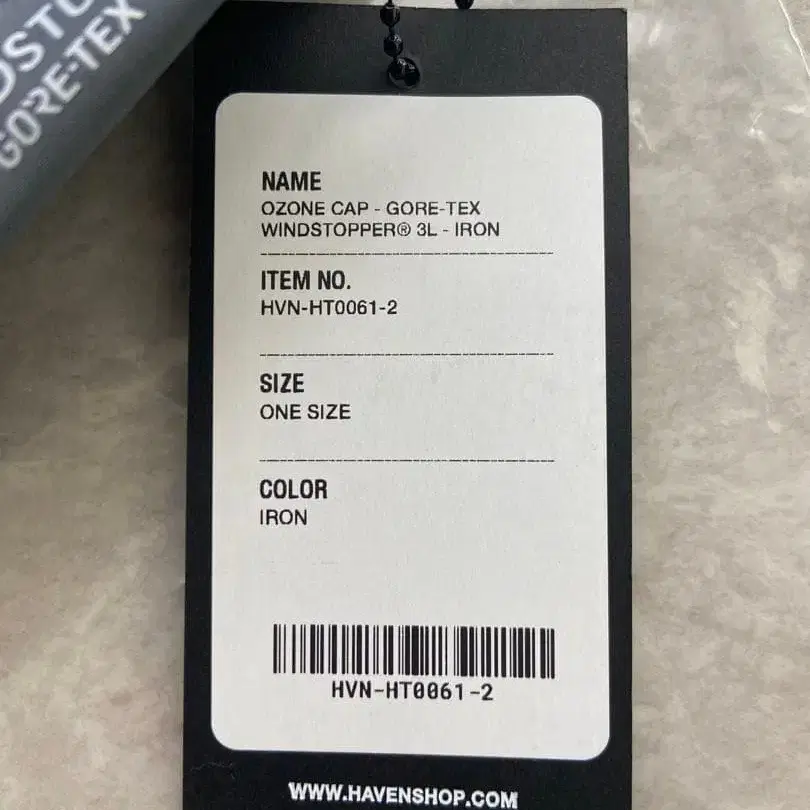 GORE-TEX
NAME
OZONE CAP - GORE-TEX
WINDSTOPPER® 3L - IRON
ITEM NO.
HVN-HT0061-2
SIZE
ONE SIZE
COLOR
IRON
HVN-HT0061-2
WWW.HAVENSHOP.COM